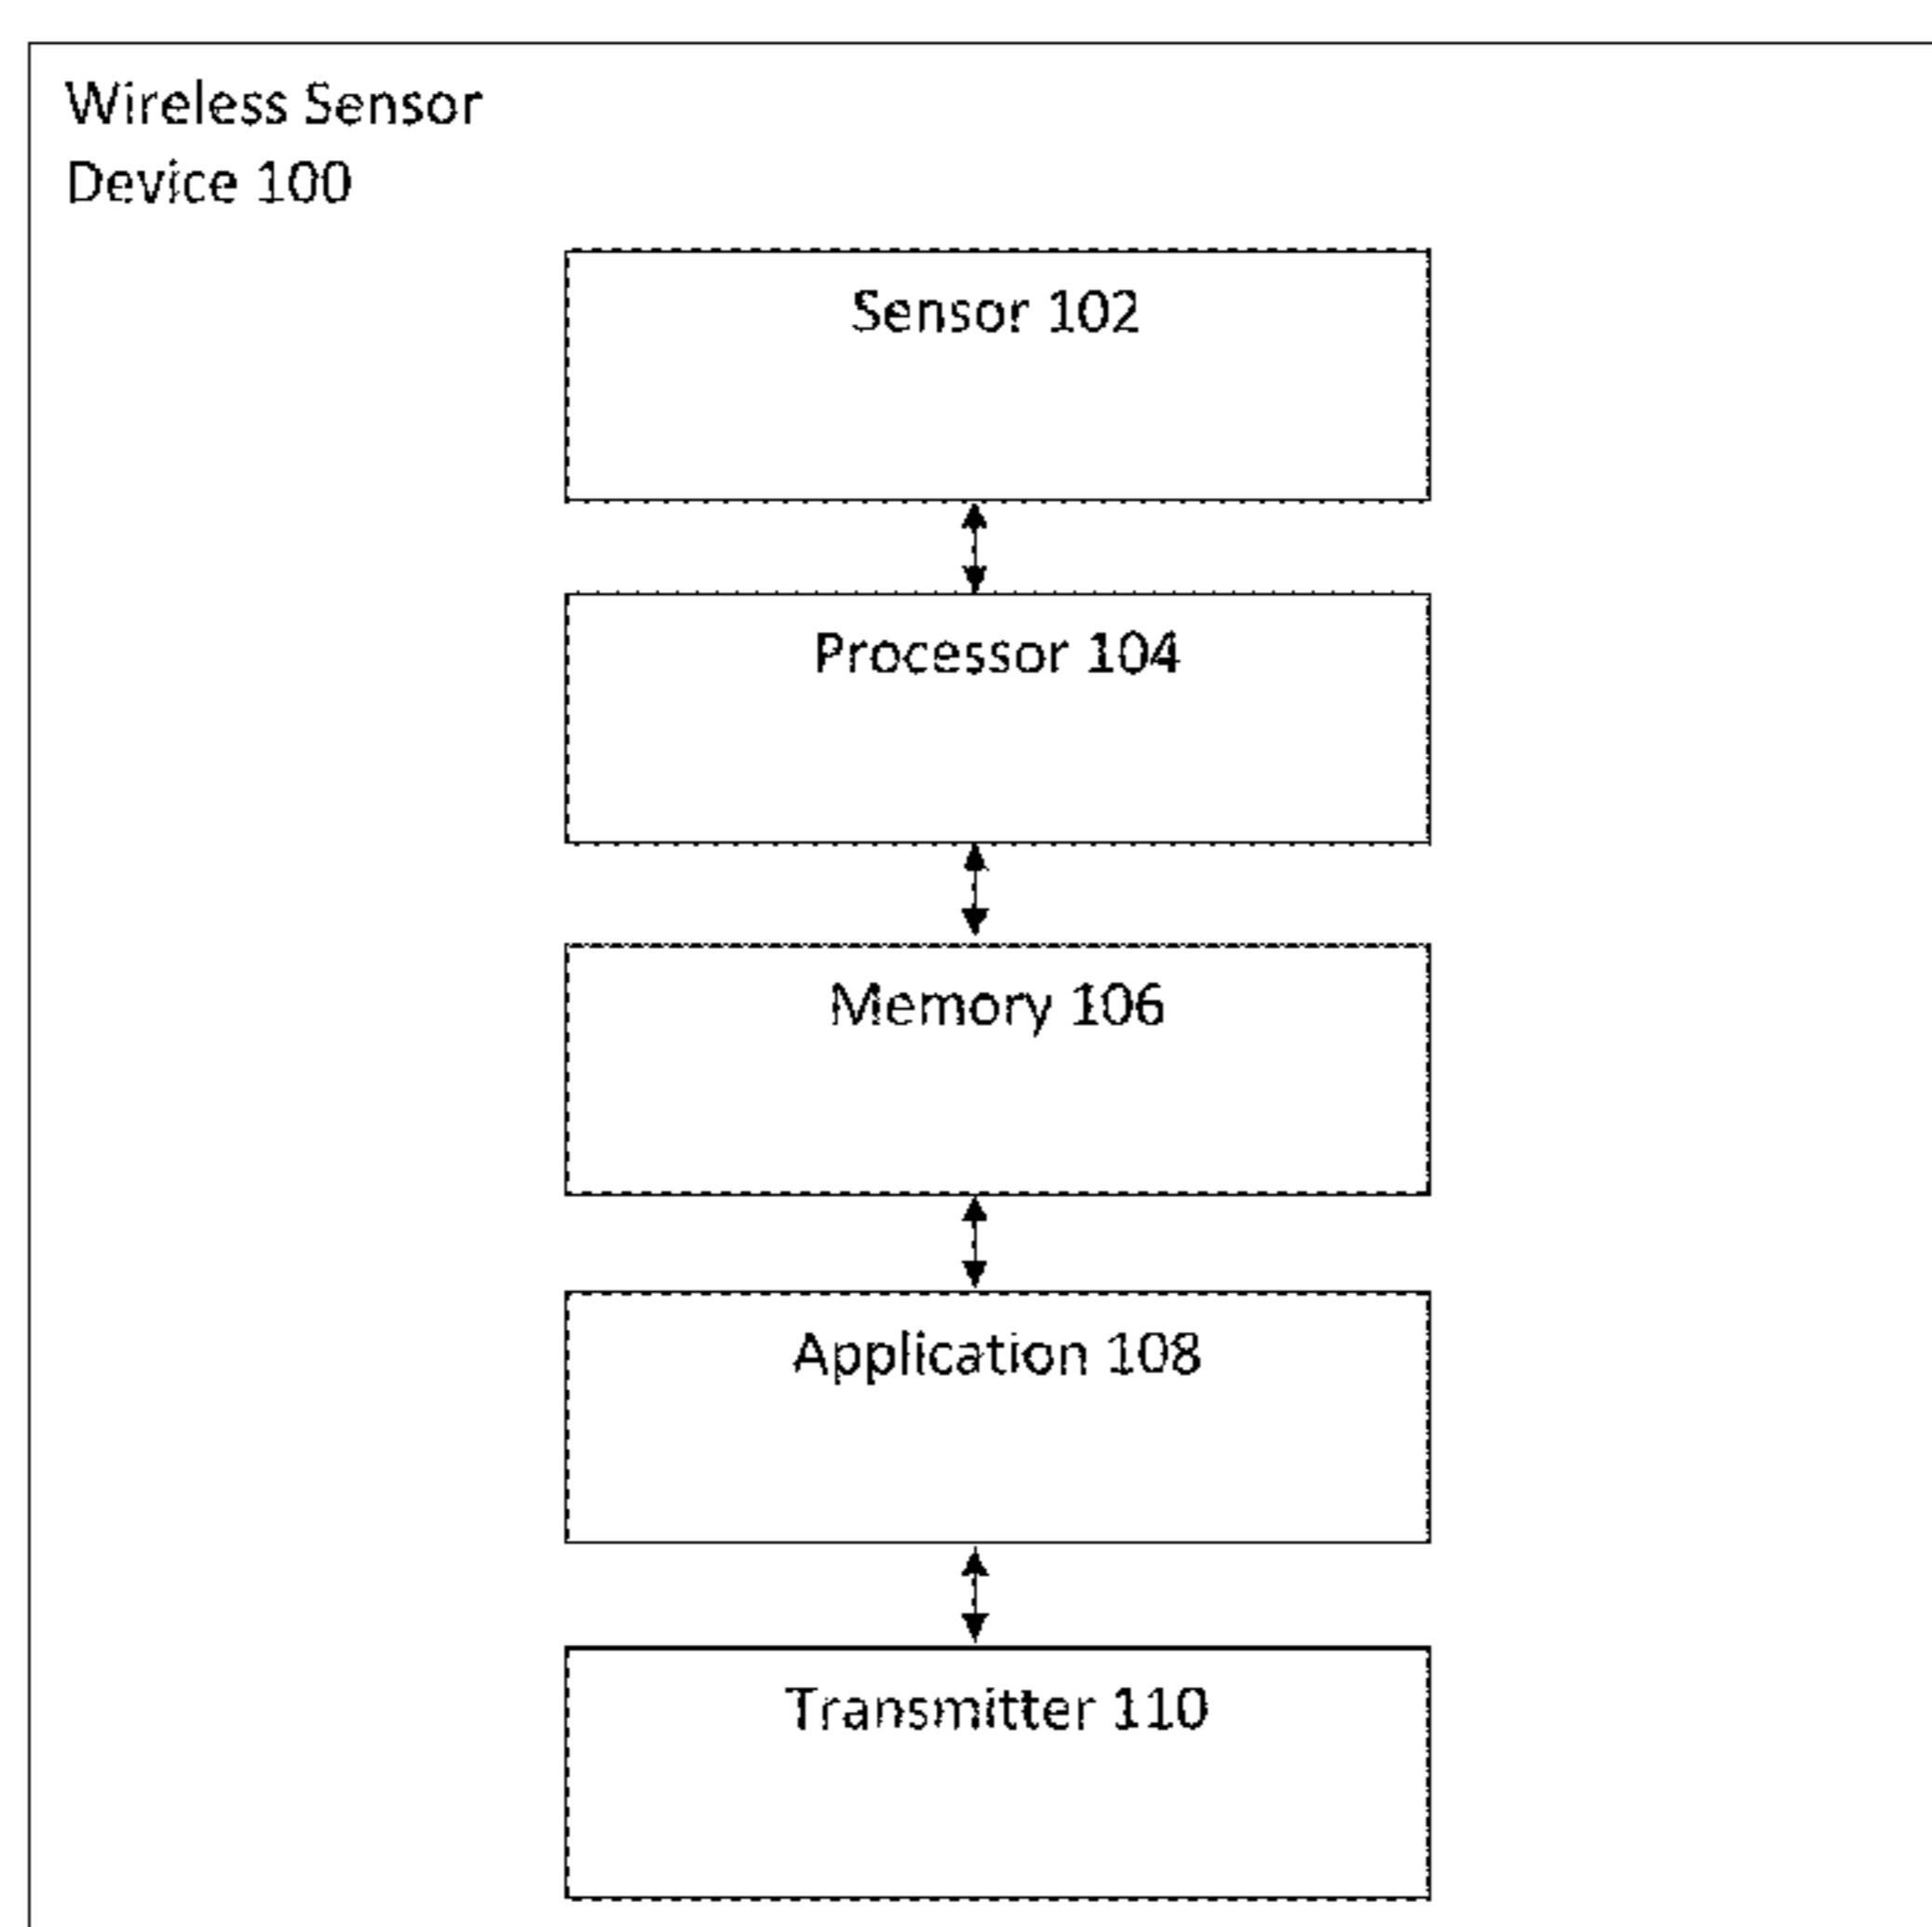 Wireless Sensor
Device 100
Sensor 102
Processor 104
Memory 106
Application 108
Transmitter 110